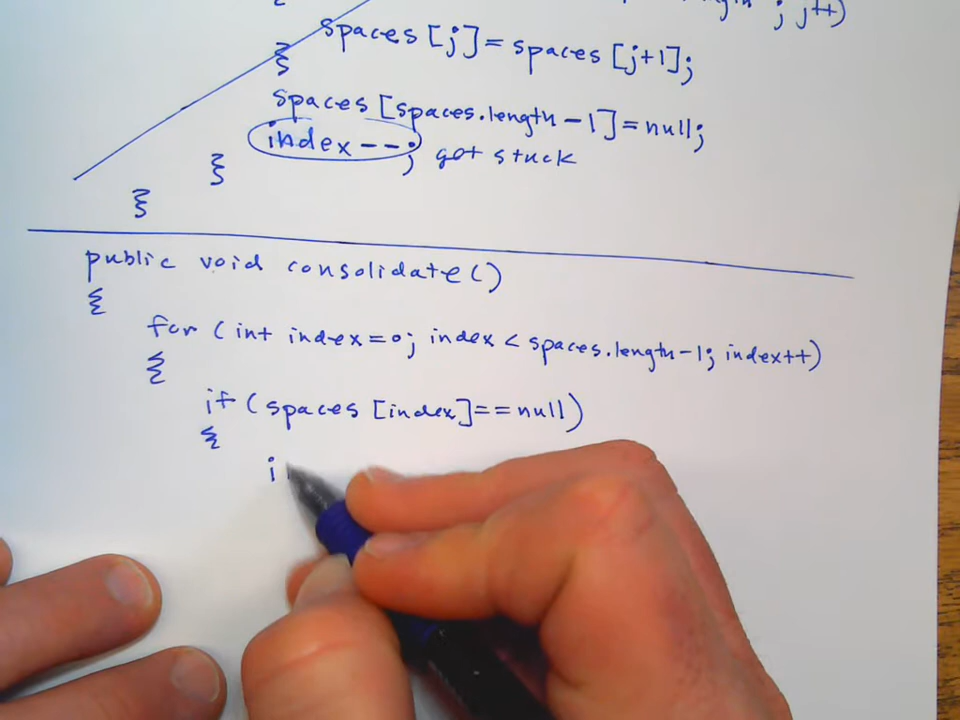 ; j++)
spaces [j] = spaces [j+1];
}
spaces [spaces.length - 1] = null;
index --; got stuck
}
}
public void consolidate ()
{
for (int index = 0; index < spaces.length - 1; index++)
{
if (spaces [index] == null)
{
i